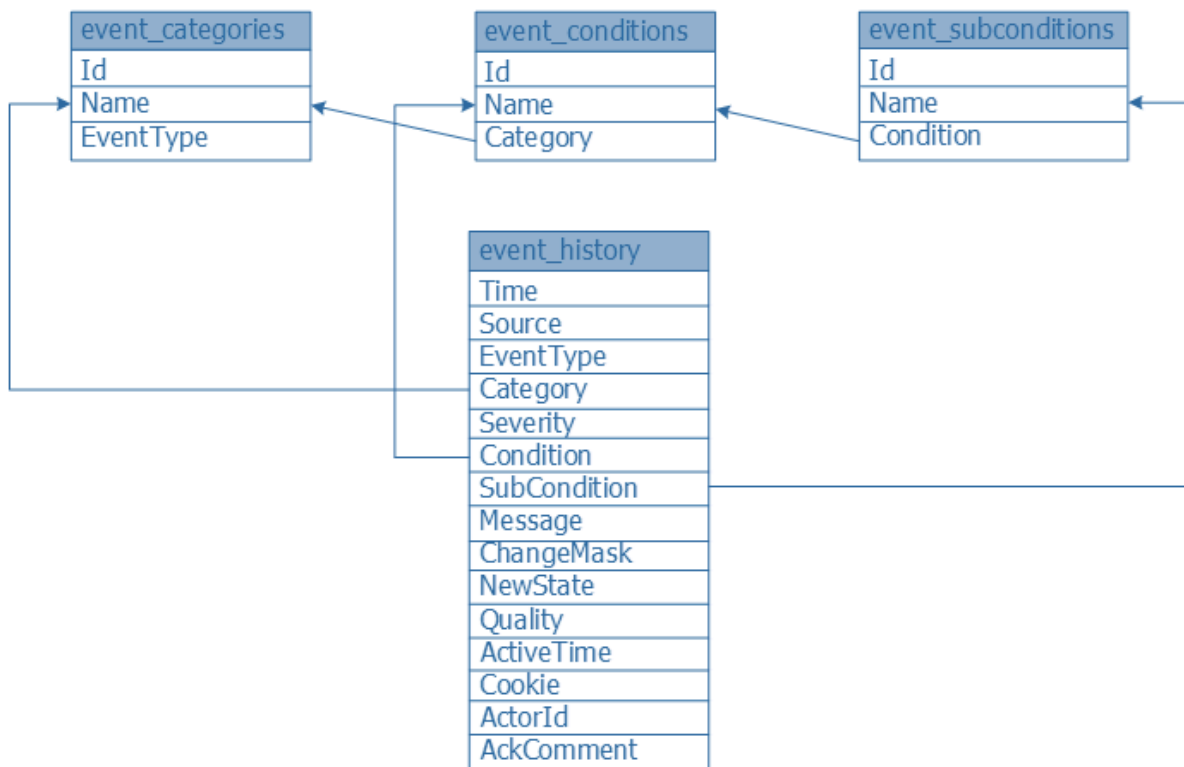 event_categories
Id
Name
EventType
event_conditions
Id
Name
Category
event_subconditions
Id
Name
Condition
event_history
Time
Source
EventType
Category
Severity
Condition
SubCondition
Message
ChangeMask
NewState
Quality
ActiveTime
Cookie
ActorId
AckComment